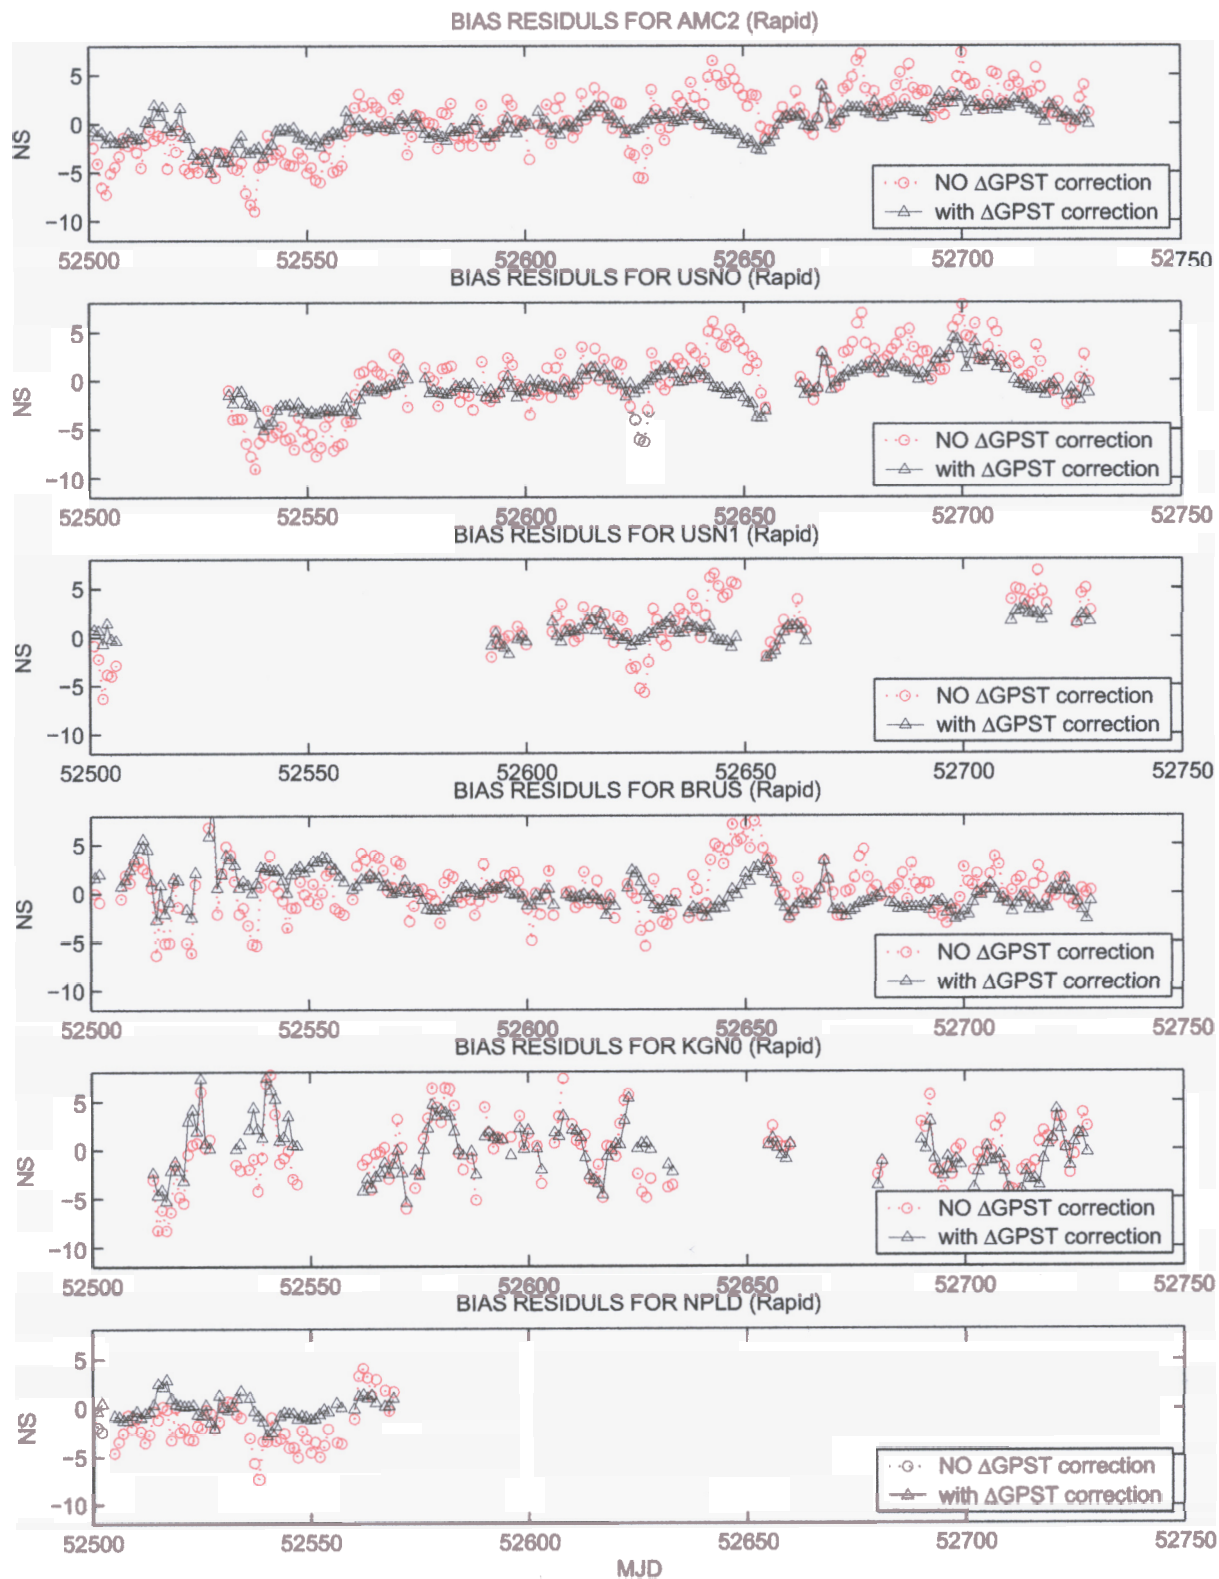 BIAS RESIDULS FOR AMC2 (Rapid)
5
0
−5
−10
NS
NO ΔGPST correction
with ΔGPST correction
52500 52550 52600 52650 52700 52750
BIAS RESIDULS FOR USNO (Rapid)
5
0
−5
−10
NS
NO ΔGPST correction
with ΔGPST correction
52500 52550 52600 52650 52700 52750
BIAS RESIDULS FOR USN1 (Rapid)
5
0
−5
−10
NS
NO ΔGPST correction
with ΔGPST correction
52500 52550 52600 52650 52700 52750
BIAS RESIDULS FOR BRUS (Rapid)
5
0
−5
−10
NS
NO ΔGPST correction
with ΔGPST correction
52500 52550 52600 52650 52700 52750
BIAS RESIDULS FOR KGN0 (Rapid)
5
0
−5
−10
NS
NO ΔGPST correction
with ΔGPST correction
52500 52550 52600 52650 52700 52750
BIAS RESIDULS FOR NPLD (Rapid)
5
0
−5
−10
NS
NO ΔGPST correction
with ΔGPST correction
52500 52550 52600 52650 52700 52750
MJD